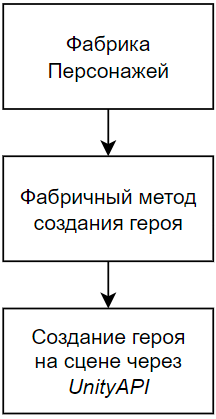 Фабрика
Персонажей
Фабричный метод
создания героя
Создание героя
на сцене через
UnityAPI